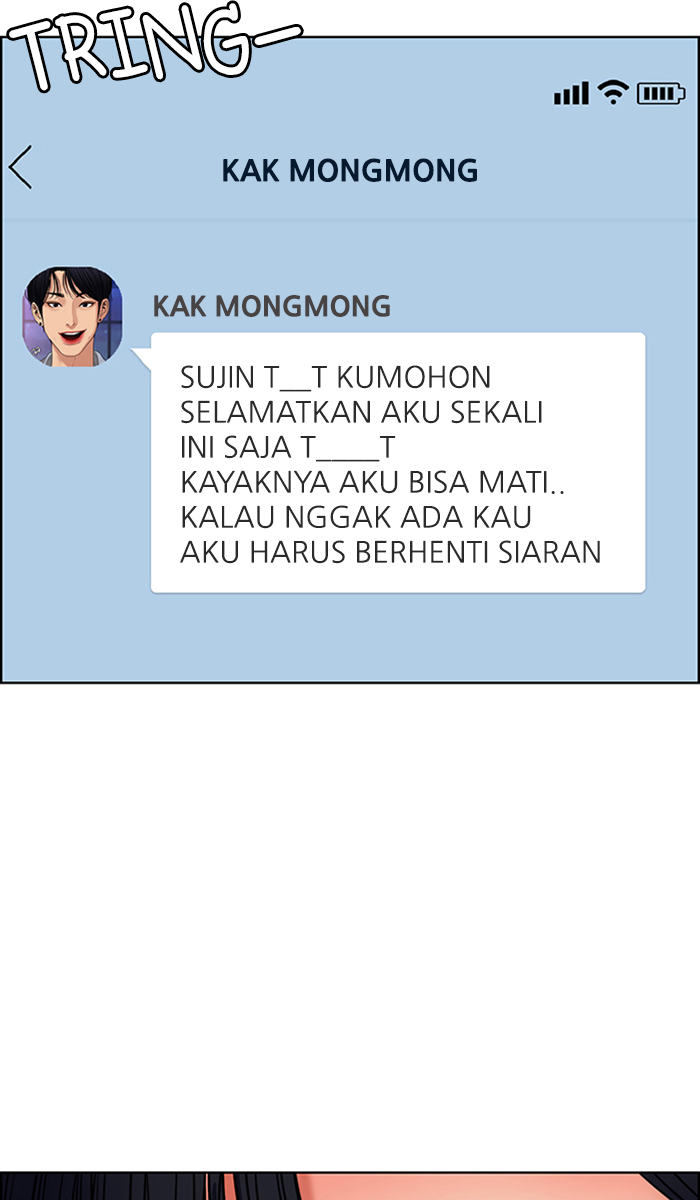 TRING–
KAK MONGMONG
KAK MONGMONG
SUJIN T__T KUMOHON
SELAMATKAN AKU SEKALI
INI SAJA T____T
KAYAKNYA AKU BISA MATI..
KALAU NGGAK ADA KAU
AKU HARUS BERHENTI SIARAN